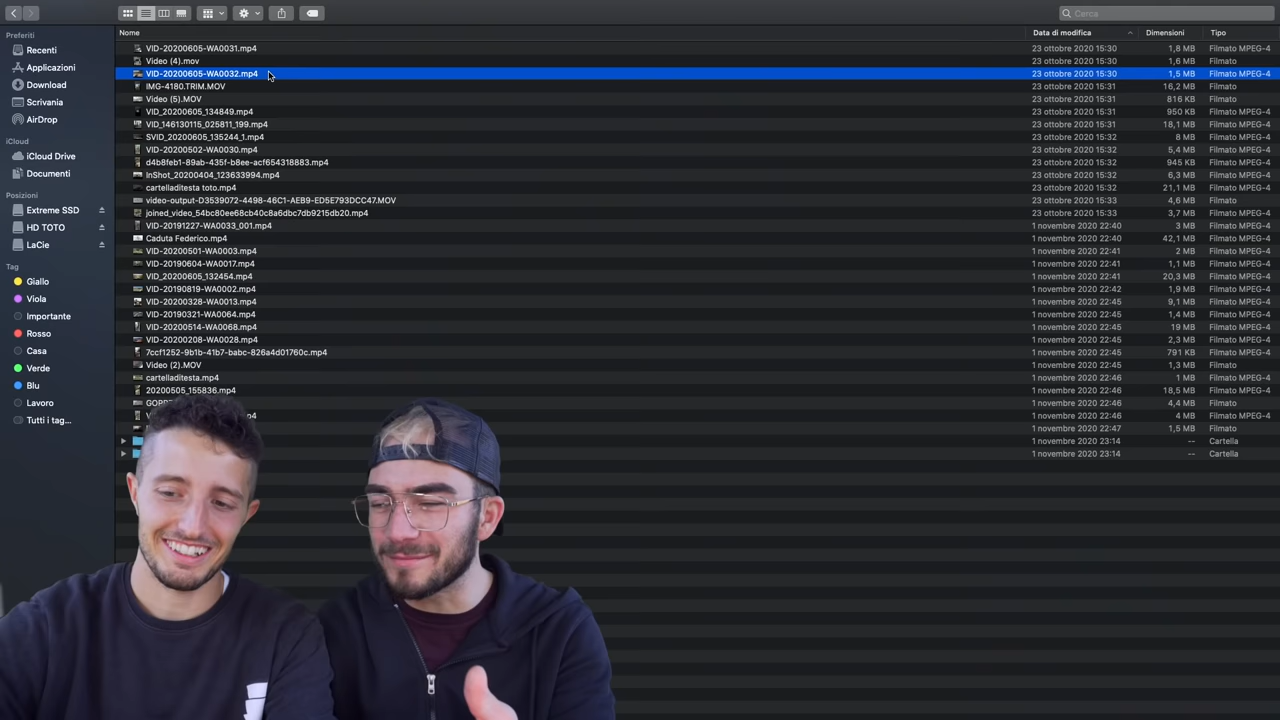 Cerca
Preferiti
Recenti
Applicazioni
Download
Scrivania
AirDrop
iCloud
iCloud Drive
Documenti
Posizioni
Extreme SSD
HD TOTO
LaCie
Tag
Giallo
Viola
Importante
Rosso
Casa
Verde
Blu
Lavoro
Tutti i tag...
Nome Data di modifica Dimensioni Tipo
VID-20200605-WA0031.mp4 23 ottobre 2020 15:30 1,8 MB Filmato MPEG-4
Video (4).mov 23 ottobre 2020 15:30 1,6 MB Filmato
VID-20200605-WA0032.mp4 23 ottobre 2020 15:30 1,5 MB Filmato MPEG-4
IMG-4180.TRIM.MOV 23 ottobre 2020 15:31 16,2 MB Filmato
Video (5).MOV 23 ottobre 2020 15:31 816 KB Filmato
VID_20200605_134849.mp4 23 ottobre 2020 15:31 950 KB Filmato MPEG-4
VID_146130115_025811_199.mp4 23 ottobre 2020 15:31 18,1 MB Filmato MPEG-4
SVID_20200605_135244_1.mp4 23 ottobre 2020 15:32 8 MB Filmato MPEG-4
VID-20200502-WA0030.mp4 23 ottobre 2020 15:32 5,4 MB Filmato MPEG-4
d4b8feb1-89ab-435f-b8ee-acf654318883.mp4 23 ottobre 2020 15:32 945 KB Filmato MPEG-4
InShot_20200404_123633994.mp4 23 ottobre 2020 15:32 6,3 MB Filmato MPEG-4
cartelladitesta toto.mp4 23 ottobre 2020 15:32 21,1 MB Filmato MPEG-4
video-output-D3539072-4498-46C1-AEB9-ED5E793DCC47.MOV 23 ottobre 2020 15:33 4,6 MB Filmato
joined_video_54bc80ee68cb40c8a6dbc7db9215db20.mp4 23 ottobre 2020 15:33 3,7 MB Filmato MPEG-4
VID-20191227-WA0033_001.mp4 1 novembre 2020 22:40 3 MB Filmato MPEG-4
Caduta Federico.mp4 1 novembre 2020 22:40 42,1 MB Filmato MPEG-4
VID-20200501-WA0003.mp4 1 novembre 2020 22:41 2 MB Filmato MPEG-4
VID-20190604-WA0017.mp4 1 novembre 2020 22:41 1,1 MB Filmato MPEG-4
VID_20200605_132454.mp4 1 novembre 2020 22:41 20,3 MB Filmato MPEG-4
VID-20190819-WA0002.mp4 1 novembre 2020 22:42 1,9 MB Filmato MPEG-4
VID-20200328-WA0013.mp4 1 novembre 2020 22:45 9,1 MB Filmato MPEG-4
VID-20190321-WA0064.mp4 1 novembre 2020 22:45 1,4 MB Filmato MPEG-4
VID-20200514-WA0068.mp4 1 novembre 2020 22:45 19 MB Filmato MPEG-4
VID-20200208-WA0028.mp4 1 novembre 2020 22:45 2,3 MB Filmato MPEG-4
7ccf1252-9b1b-41b7-babc-826a4d01760c.mp4 1 novembre 2020 22:45 791 KB Filmato MPEG-4
Video (2).MOV 1 novembre 2020 22:45 1,3 MB Filmato
cartelladitesta.mp4 1 novembre 2020 22:46 1 MB Filmato MPEG-4
20200505_155836.mp4 1 novembre 2020 22:46 18,5 MB Filmato MPEG-4
1 novembre 2020 22:46 4,4 MB Filmato
1 novembre 2020 22:46 4 MB Filmato MPEG-4
1 novembre 2020 22:47 1,5 MB Filmato
1 novembre 2020 23:14 -- Cartella
1 novembre 2020 23:14 -- Cartella